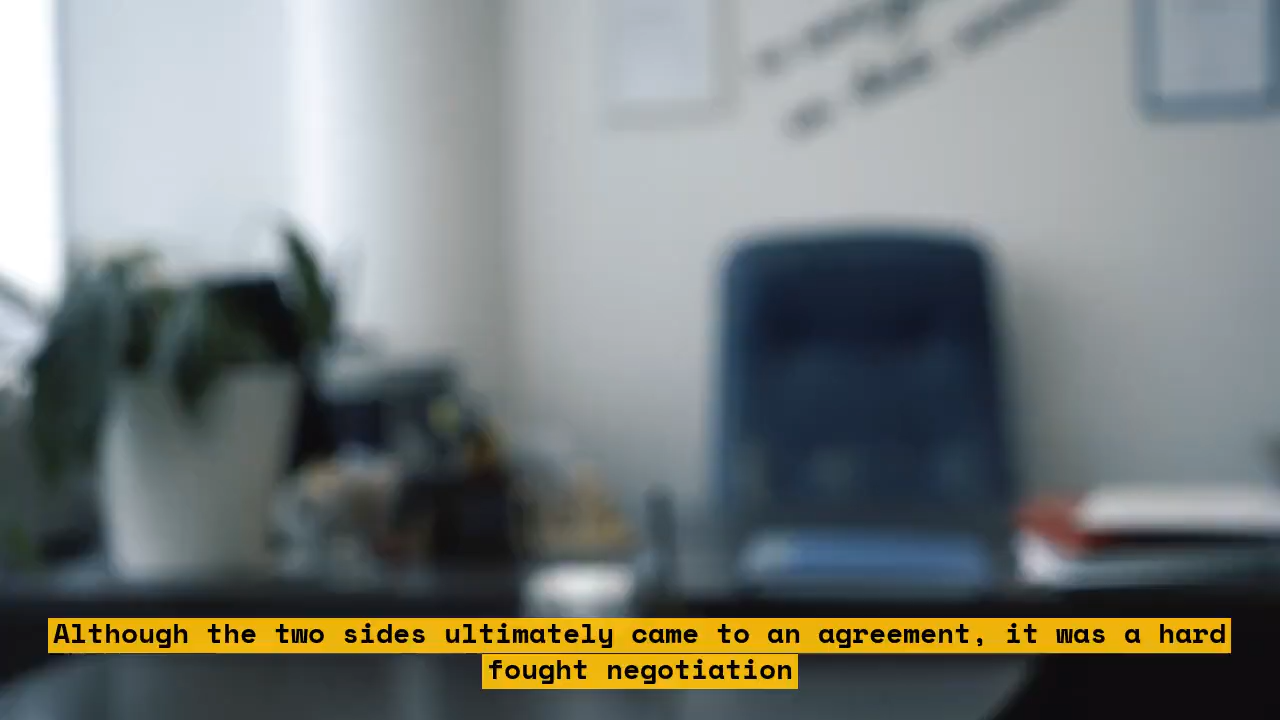 Although the two sides ultimately came to an agreement, it was a hard
fought negotiation